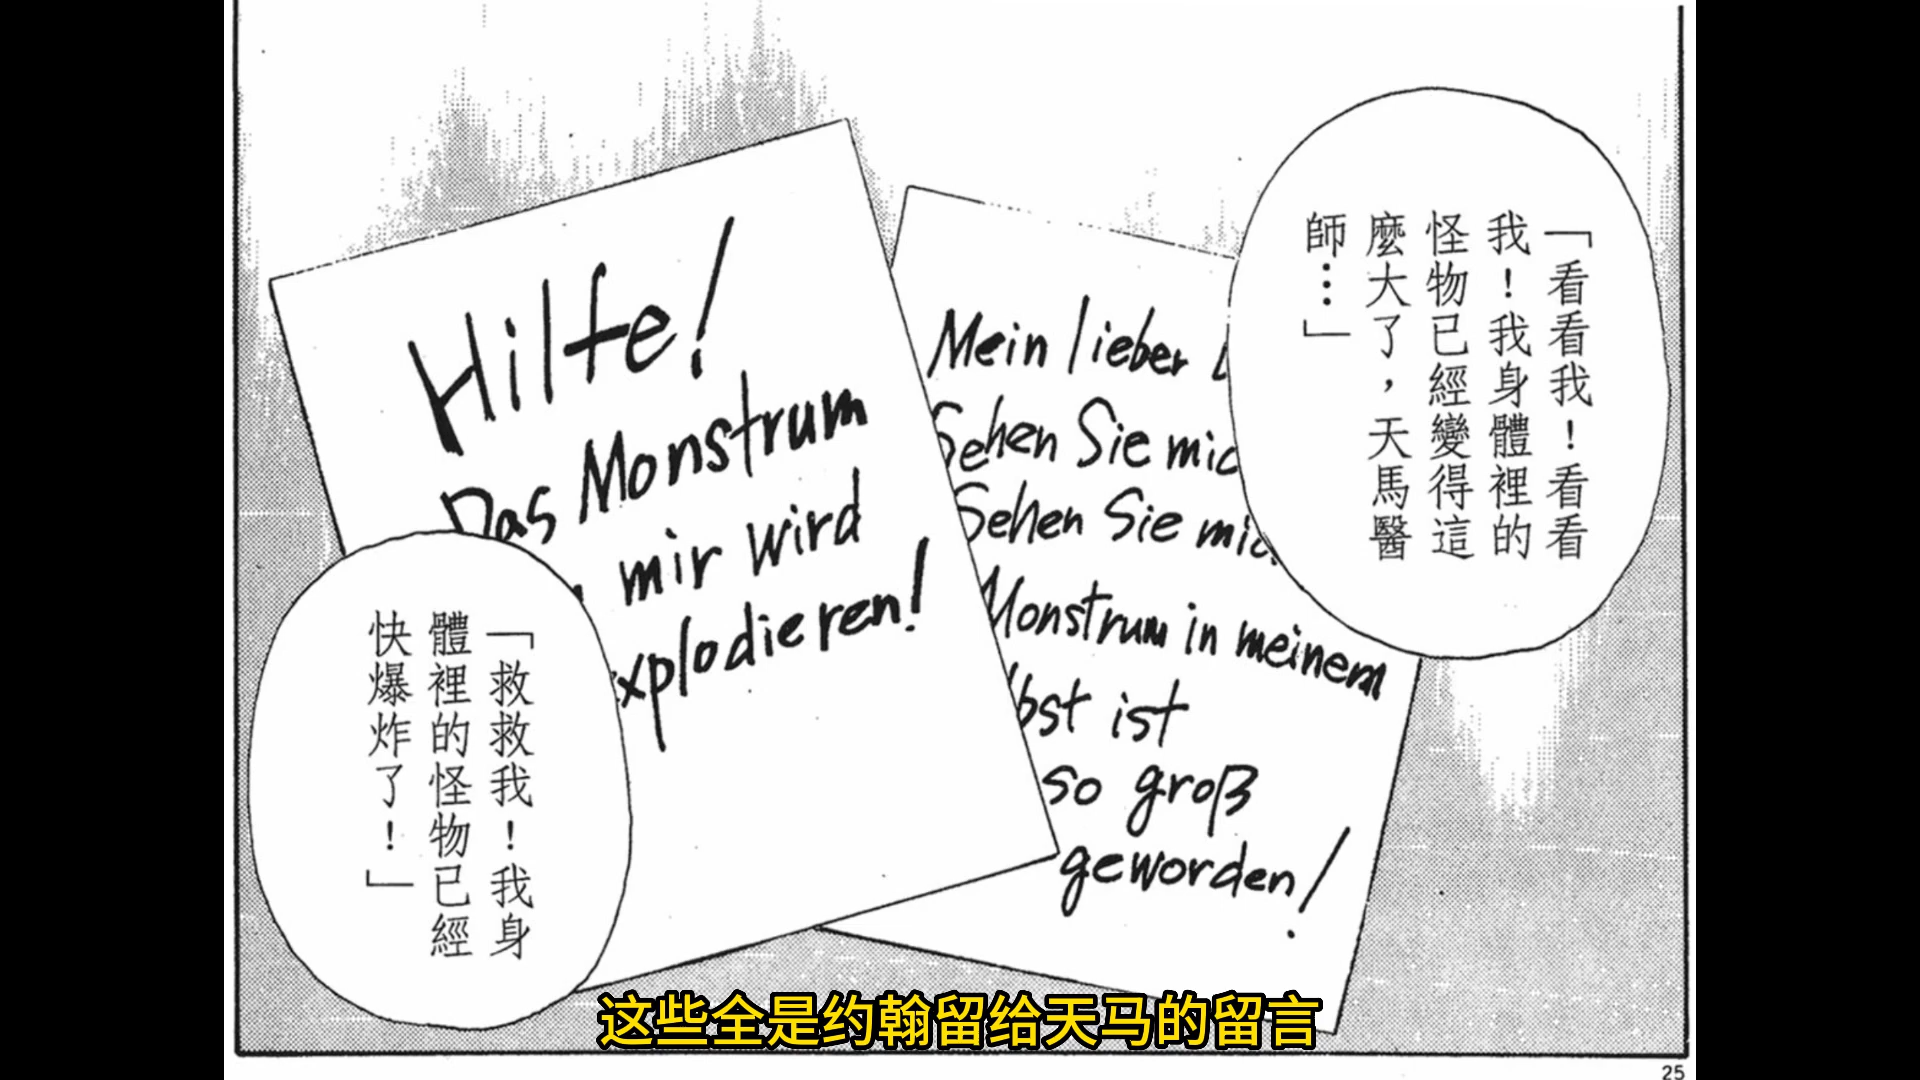 「看看我！看看
我！我身體裡的
怪物已經變得這
麼大了，天馬醫
師…」
Mein lieber
Sehen Sie mic
Sehen Sie mic
Monstrum in meinem
ist
so groß
geworden!
Hilfe!
Das Monstrum
mir wird
xplodieren!
「救救我！我身
體裡的怪物已經
快爆炸了！」
这些全是约翰留给天马的留言
25